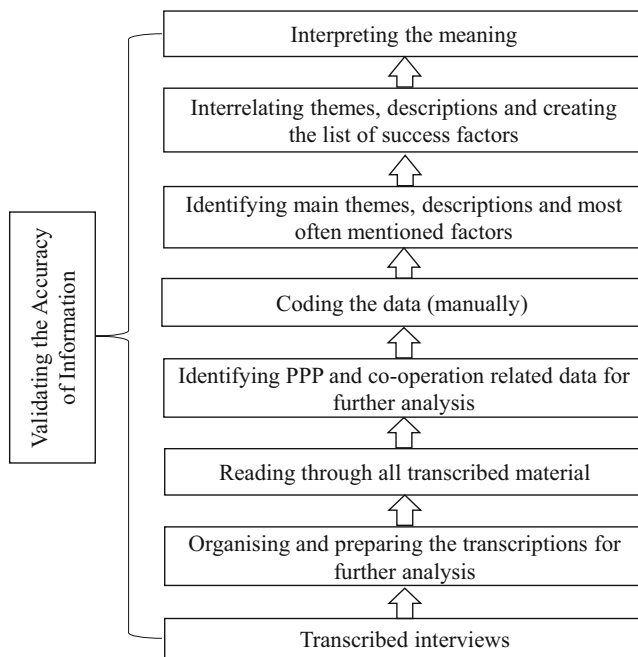 Interpreting the meaning
Interrelating themes, descriptions and creating
the list of success factors
Identifying main themes, descriptions and most
often mentioned factors
Coding the data (manually)
Identifying PPP and co-operation related data for
further analysis
Reading through all transcribed material
Organising and preparing the transcriptions for
further analysis
Transcribed interviews
Validating the Accuracy
of Information